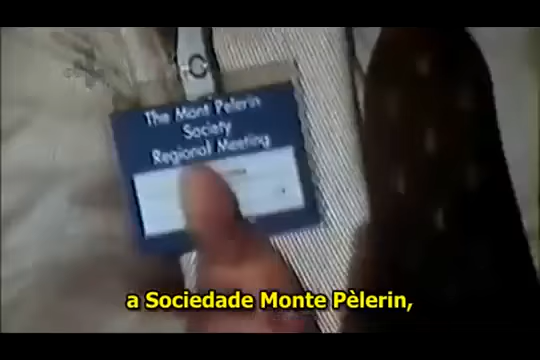 The Mont Pelerin
Society
Regional Meeting
a Sociedade Monte Pèlerin,